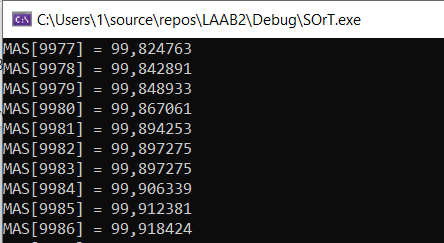 C:\Users\1\source\repos\LAAB2\Debug\SOrT.exe
MAS[9977] = 99,824763
MAS[9978] = 99,842891
MAS[9979] = 99,848933
MAS[9980] = 99,867061
MAS[9981] = 99,894253
MAS[9982] = 99,897275
MAS[9983] = 99,897275
MAS[9984] = 99,906339
MAS[9985] = 99,912381
MAS[9986] = 99,918424